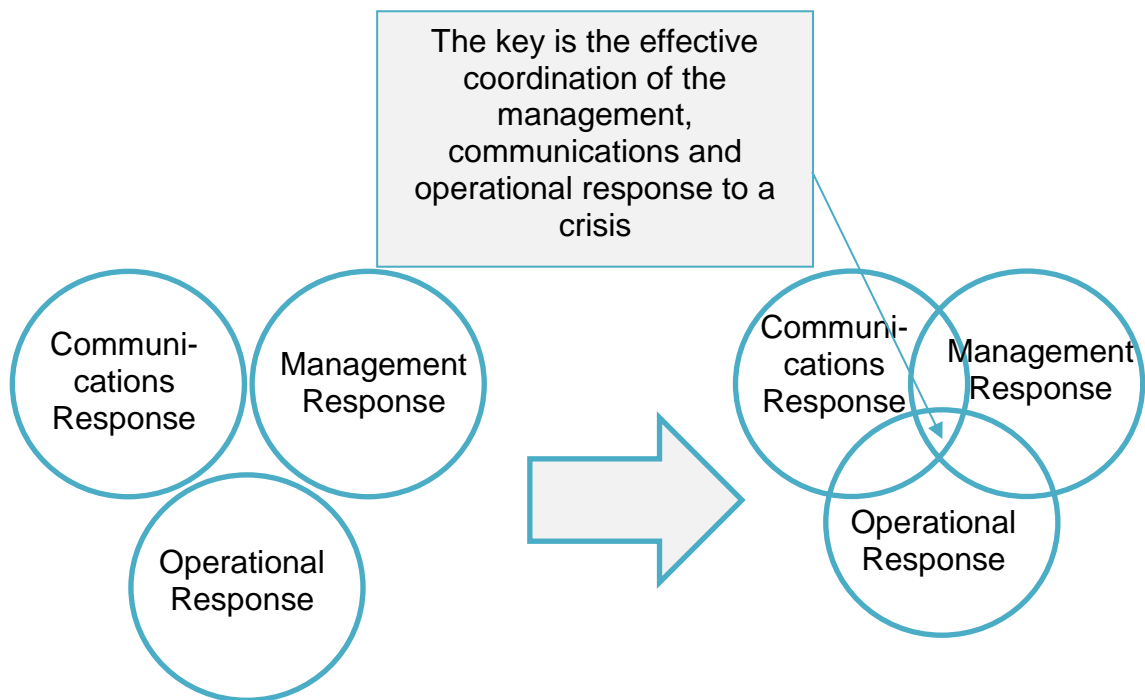 The key is the effective
coordination of the
management,
communications and
operational response to a
crisis
Communi-
cations
Response
Management
Response
Operational
Response
Communi-
cations
Response
Management
Response
Operational
Response